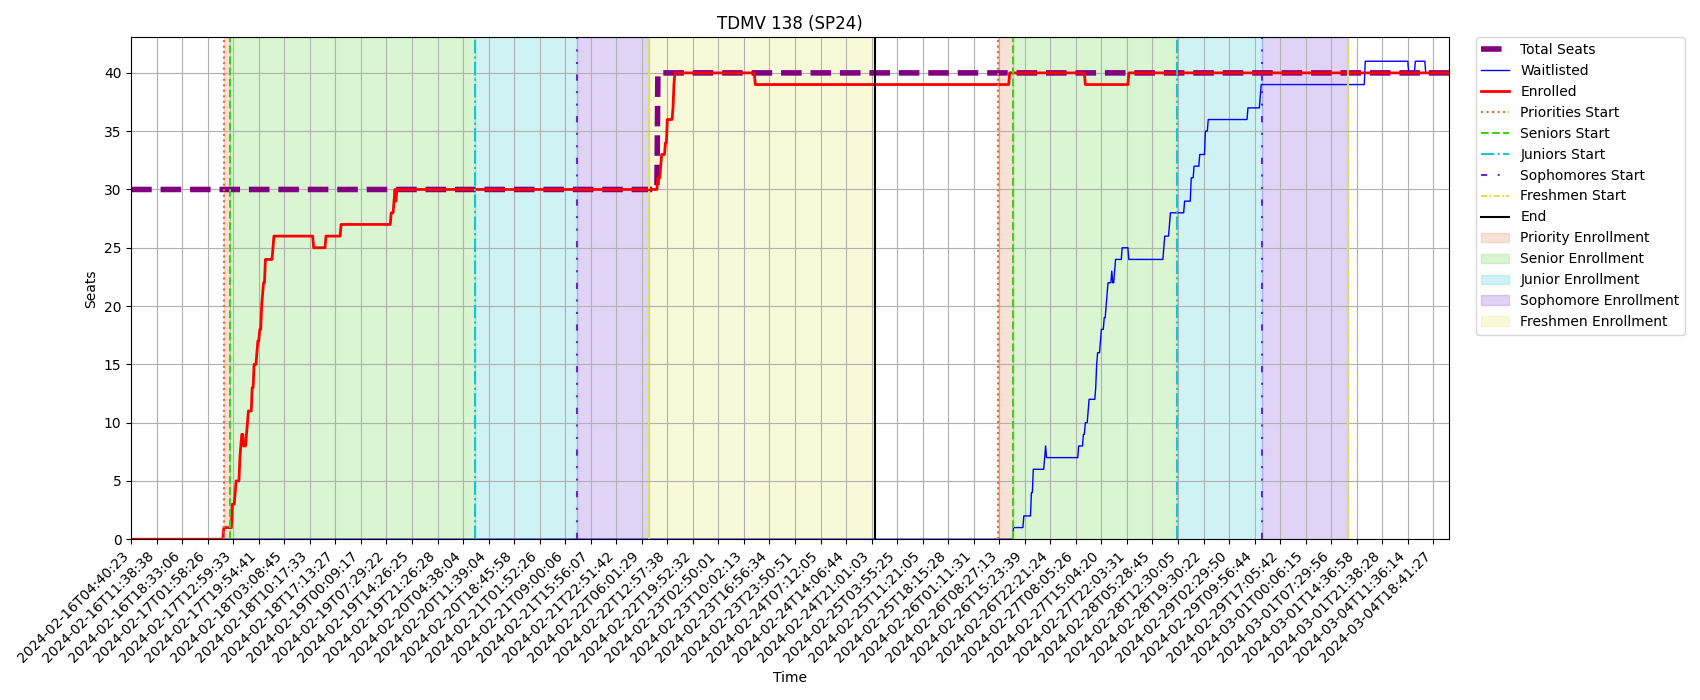 TDMV 138 (SP24)
Seats
40
35
30
25
20
15
10
5
0
2024-02-16T04:40:23
2024-02-16T11:38:38
2024-02-16T18:33:06
2024-02-17T01:58:26
2024-02-17T12:59:33
2024-02-17T19:54:41
2024-02-18T03:08:45
2024-02-18T10:17:33
2024-02-18T17:13:27
2024-02-19T00:09:17
2024-02-19T07:29:22
2024-02-19T14:26:25
2024-02-19T21:26:28
2024-02-20T04:38:04
2024-02-20T11:39:04
2024-02-20T18:45:58
2024-02-21T01:52:26
2024-02-21T09:00:06
2024-02-21T15:56:07
2024-02-21T22:51:42
2024-02-22T06:01:29
2024-02-22T12:57:38
2024-02-22T19:52:32
2024-02-23T02:50:01
2024-02-23T10:02:13
2024-02-23T16:56:34
2024-02-23T23:50:51
2024-02-24T07:12:05
2024-02-24T14:06:44
2024-02-24T21:01:03
2024-02-25T03:55:25
2024-02-25T11:21:05
2024-02-25T18:15:28
2024-02-26T01:11:31
2024-02-26T08:27:13
2024-02-26T15:23:39
2024-02-26T22:21:24
2024-02-27T08:05:26
2024-02-27T15:04:20
2024-02-27T22:03:31
2024-02-28T05:28:45
2024-02-28T12:30:05
2024-02-28T19:30:22
2024-02-29T02:29:50
2024-02-29T09:56:44
2024-02-29T17:05:42
2024-03-01T00:06:15
2024-03-01T07:29:56
2024-03-01T14:36:58
2024-03-01T21:38:28
2024-03-04T11:36:14
2024-03-04T18:41:27
Time
Total Seats
Waitlisted
Enrolled
Priorities Start
Seniors Start
Juniors Start
Sophomores Start
Freshmen Start
End
Priority Enrollment
Senior Enrollment
Junior Enrollment
Sophomore Enrollment
Freshmen Enrollment